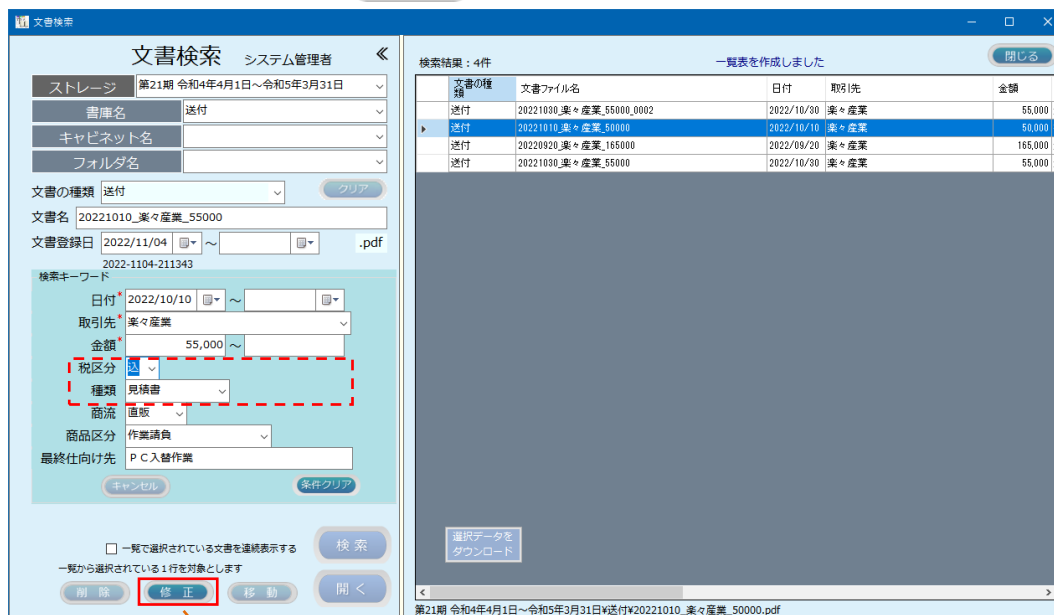 文書検索
文書検索 システム管理者 «
ストレージ 第21期 令和4年4月1日～令和5年3月31日
書庫名 送付
キャビネット名
フォルダ名
文書の種類 送付 クリア
文書名 20221010_楽々産業_55000
文書登録日 2022/11/04 ～ .pdf
2022-1104-211343
検索キーワード
日付* 2022/10/10 ～
取引先* 楽々産業
金額* 55,000 ～
税区分 込
種類 見積書
商流 直販
商品区分 作業請負
最終仕向け先 ＰＣ入替作業
キャンセル 条件クリア
一覧で選択されている文書を連続表示する 検 索
一覧から選択されている１行を対象とします
削 除 修 正 移 動 開 く
検索結果：4件 一覧表を作成しました 閉じる
文書の種類 文書ファイル名 日付 取引先 金額
送付 20221030_楽々産業_55000_0002 2022/10/30 楽々産業 55,000
送付 20221010_楽々産業_50000 2022/10/10 楽々産業 50,000
送付 20220920_楽々産業_165000 2022/09/20 楽々産業 165,000
送付 20221030_楽々産業_55000 2022/10/30 楽々産業 55,000
選択データを
ダウンロード
第21期 令和4年4月1日～令和5年3月31日¥送付¥20221010_楽々産業_50000.pdf